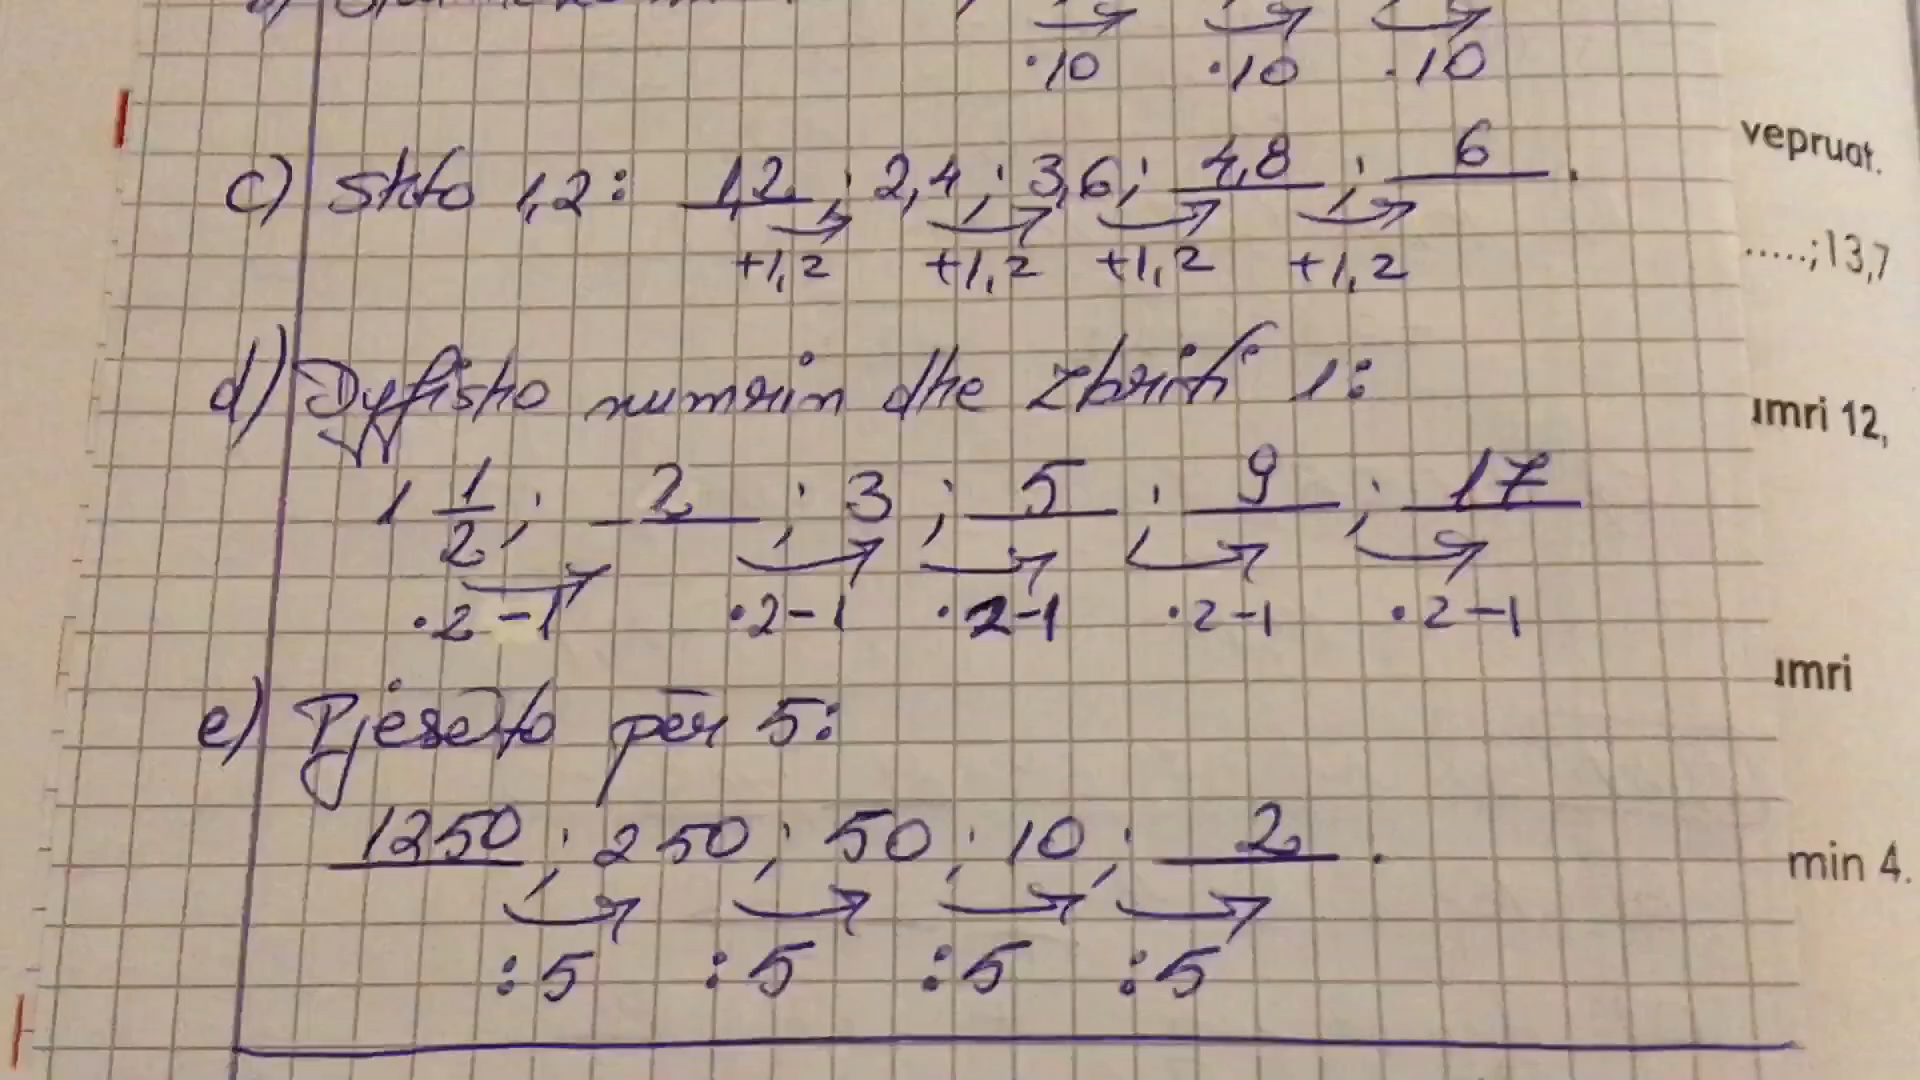 ·10 ·10 ·10
c) Shto 1,2: 1,2 ; 2,4 ; 3,6 ; 4,8 ; 6 .
+1,2 +1,2 +1,2 +1,2
d) Dyfisho numrin dhe zbrit 1:
1 1/2 ; 2 ; 3 ; 5 ; 9 ; 17
·2-1 ·2-1 ·2-1 ·2-1 ·2-1
e) Pjesëto për 5:
1250 ; 250 ; 50 ; 10 ; 2 .
:5 :5 :5 :5
vepruat.
.....;13,7
umri 12,
umri
min 4.